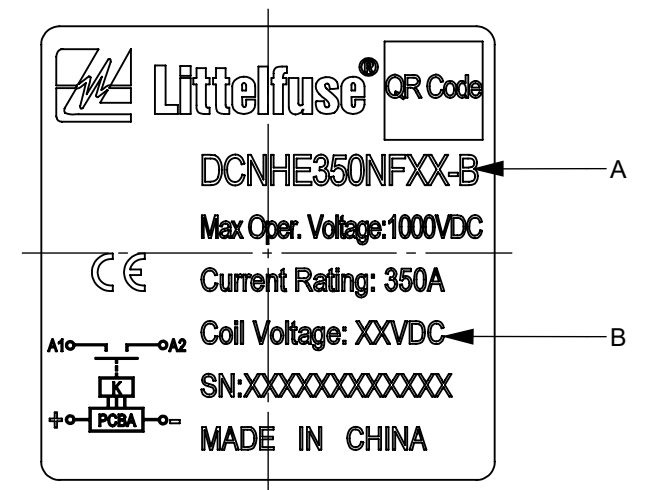 Littelfuse®
QR Code
DCNHE350NFXX-B
A
Max Oper. Voltage:1000VDC
CE
Current Rating: 350A
Coil Voltage: XXVDC
B
A1 A2
K
SN:XXXXXXXXXXXX
+ PCBA -
MADE IN CHINA